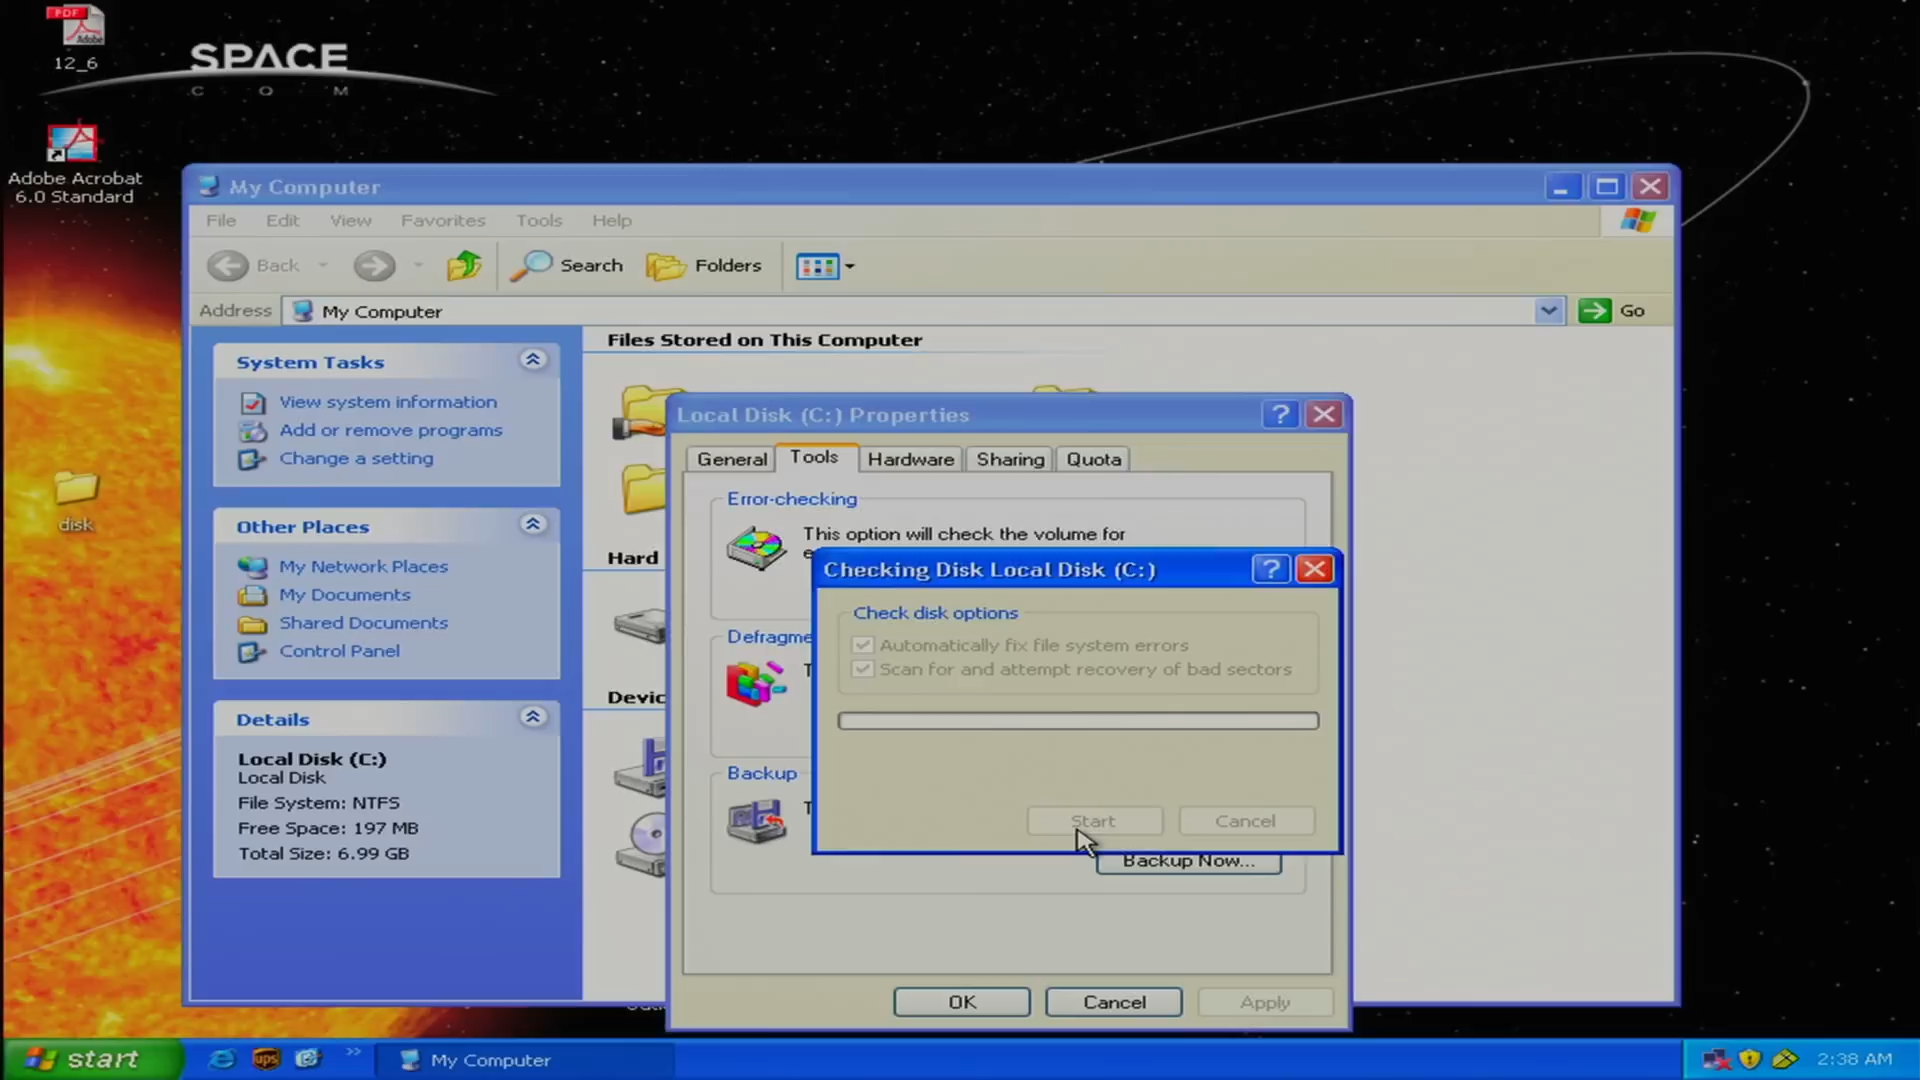 PDF
Adobe
12_6
SPACE
C O M
Adobe Acrobat
6.0 Standard
disk
My Computer
File Edit View Favorites Tools Help
Back Search Folders
Address My Computer Go
System Tasks
View system information
Add or remove programs
Change a setting
Other Places
My Network Places
My Documents
Shared Documents
Control Panel
Details
Local Disk (C:)
Local Disk
File System: NTFS
Free Space: 197 MB
Total Size: 6.99 GB
Files Stored on This Computer
Hard
Devic
Local Disk (C:) Properties
?
General Tools Hardware Sharing Quota
Error-checking
This option will check the volume for
e
Defragme
T
Backup
T
Backup Now...
Checking Disk Local Disk (C:)
?
Check disk options
Automatically fix file system errors
Scan for and attempt recovery of bad sectors
Start Cancel
OK Cancel Apply
start
ups
»
My Computer
2:38 AM